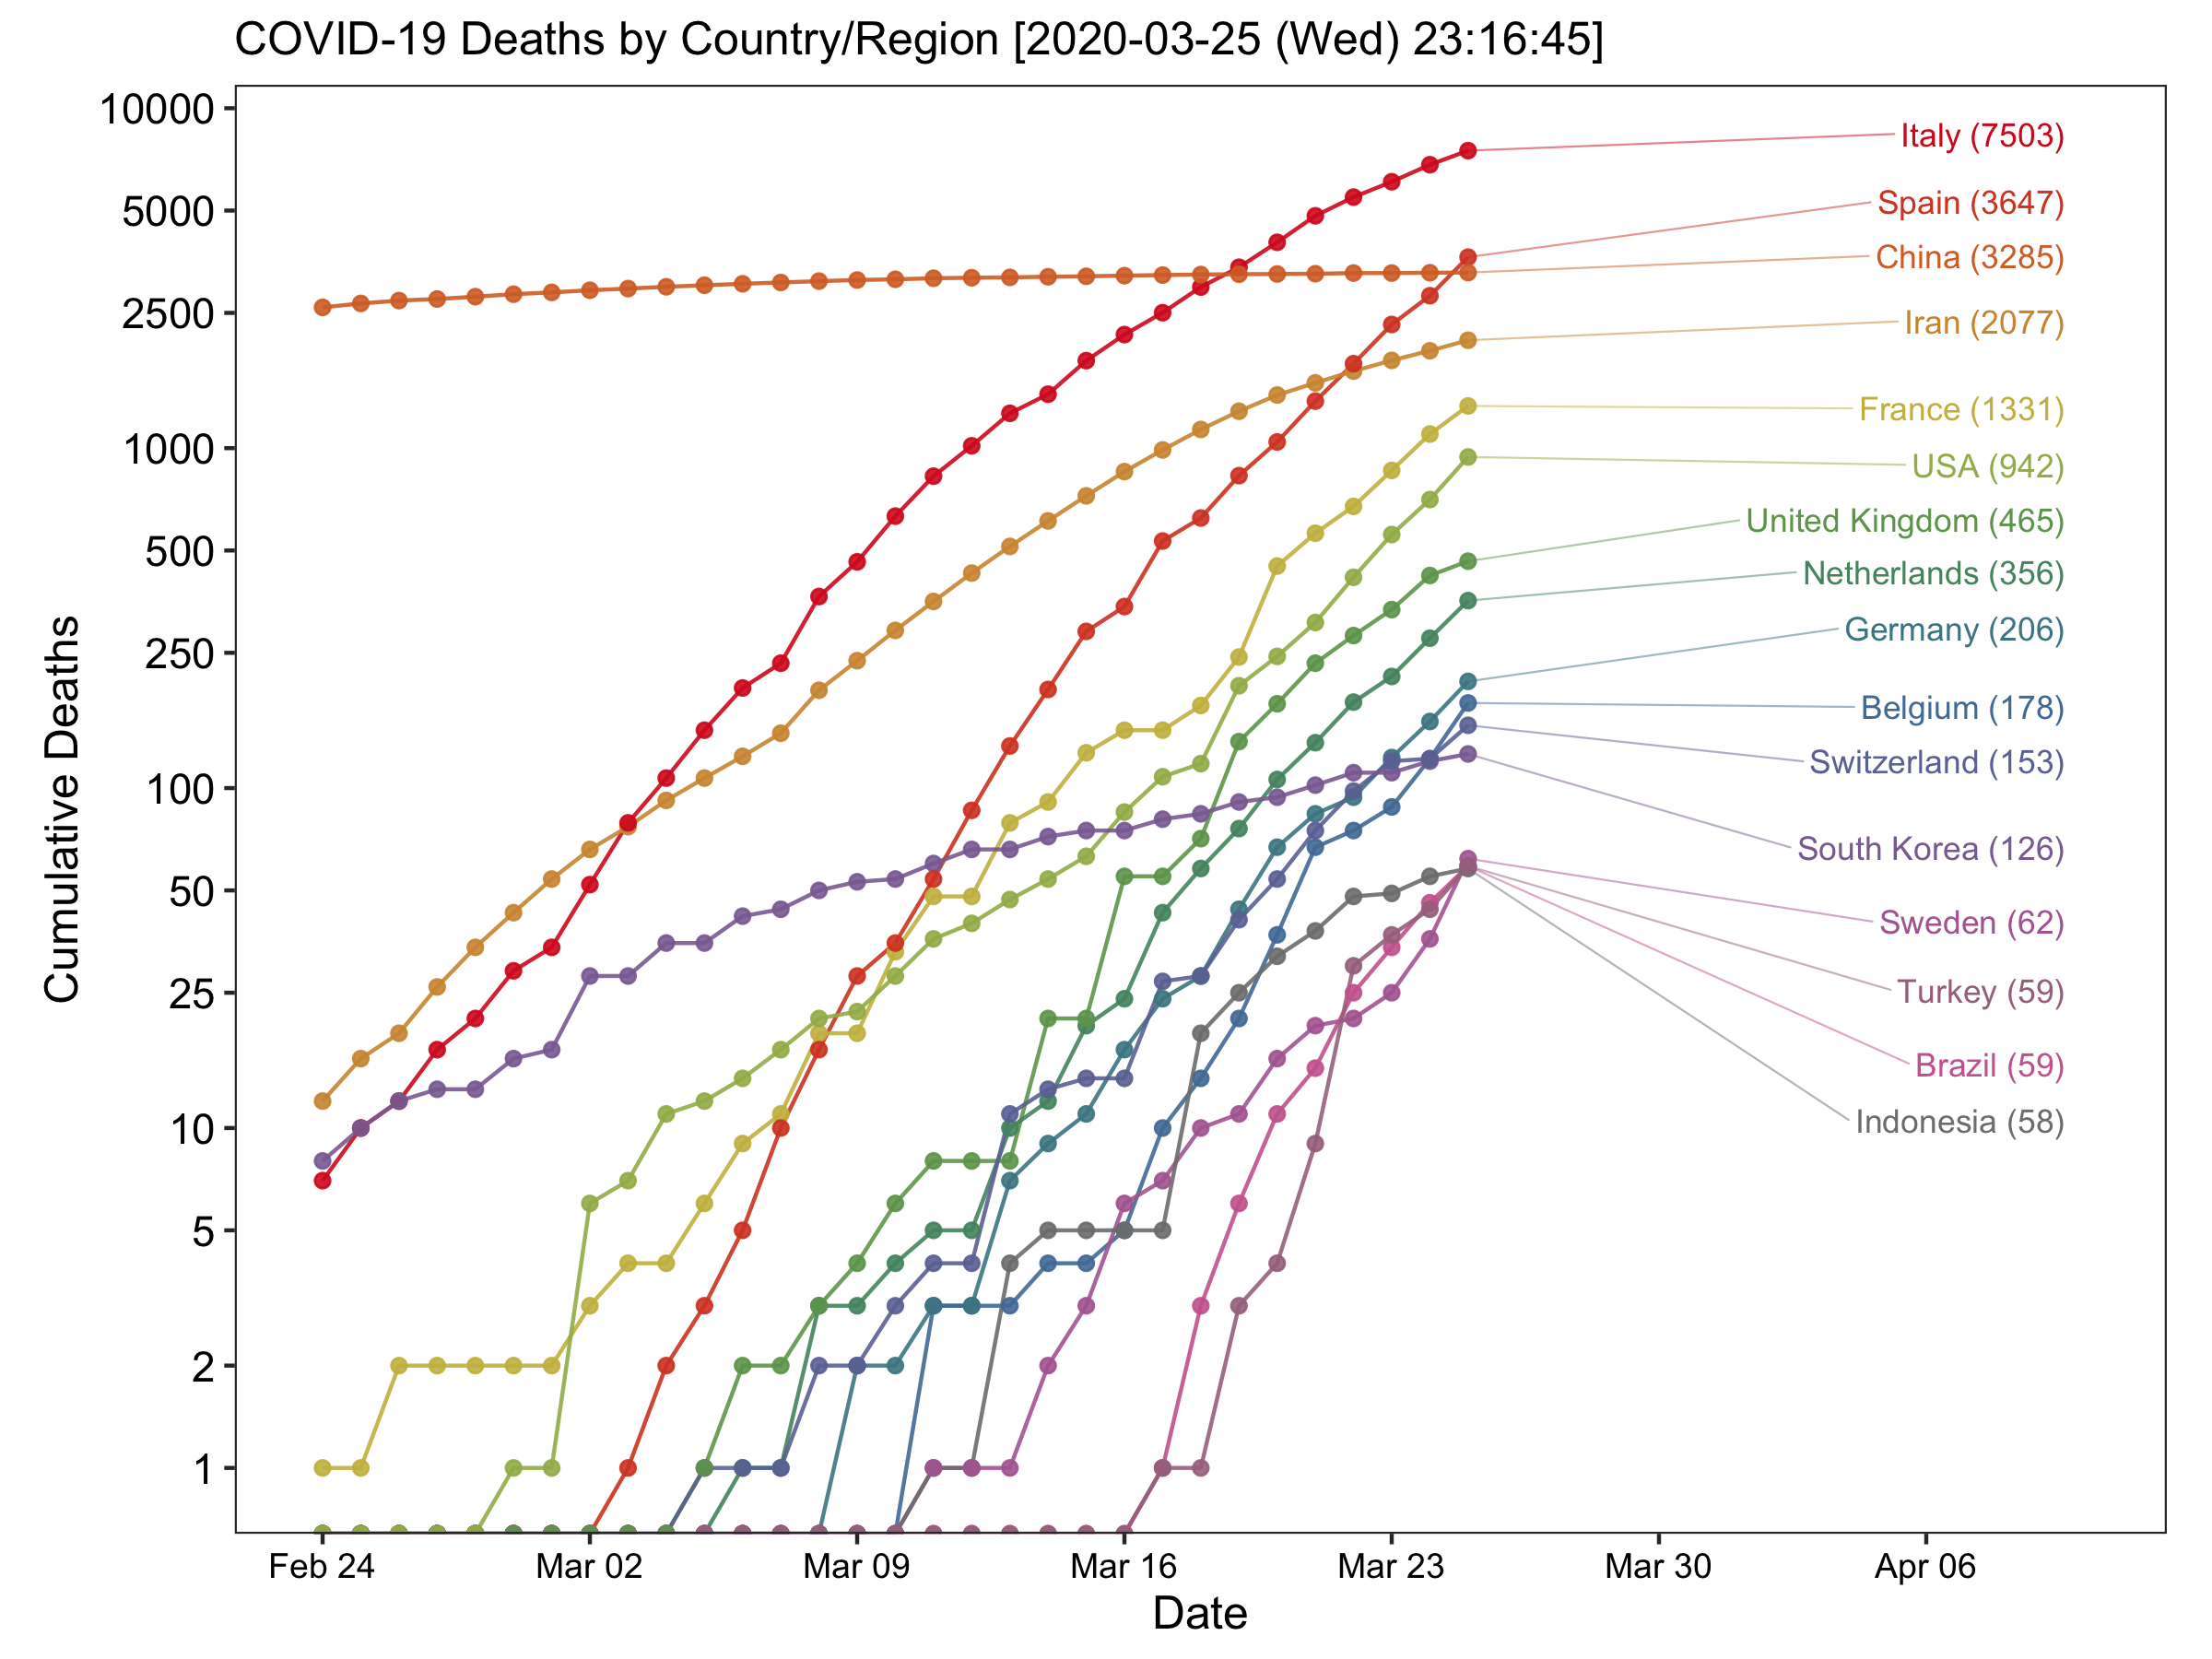 COVID-19 Deaths by Country/Region [2020-03-25 (Wed) 23:16:45]
Cumulative Deaths
10000
5000
2500
1000
500
250
100
50
25
10
5
2
1
Italy (7503)
Spain (3647)
China (3285)
Iran (2077)
France (1331)
USA (942)
United Kingdom (465)
Netherlands (356)
Germany (206)
Belgium (178)
Switzerland (153)
South Korea (126)
Sweden (62)
Turkey (59)
Brazil (59)
Indonesia (58)
Feb 24
Mar 02
Mar 09
Mar 16
Mar 23
Mar 30
Apr 06
Date